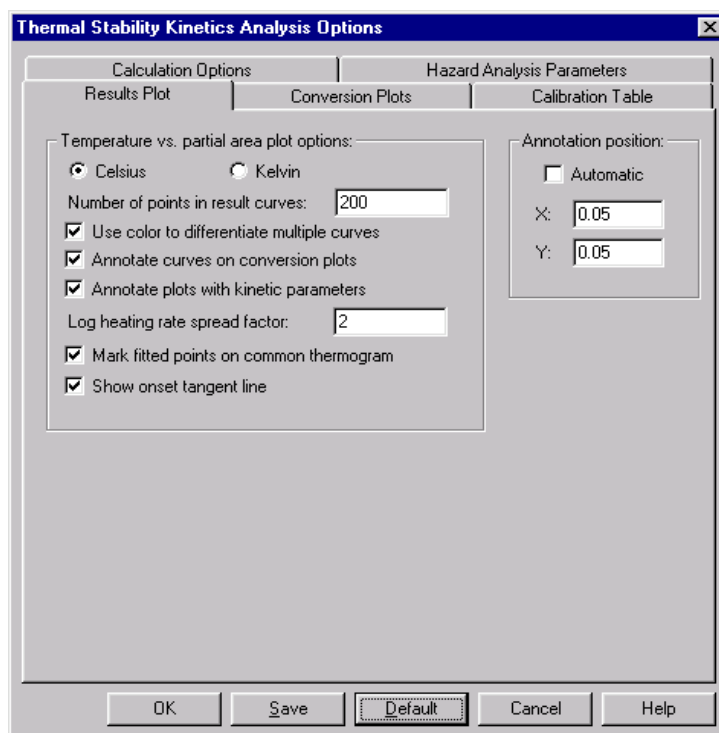 Thermal Stability Kinetics Analysis Options
Calculation Options
Hazard Analysis Parameters
Results Plot
Conversion Plots
Calibration Table
Temperature vs. partial area plot options:
Celsius
Kelvin
Number of points in result curves: 200
Use color to differentiate multiple curves
Annotate curves on conversion plots
Annotate plots with kinetic parameters
Log heating rate spread factor: 2
Mark fitted points on common thermogram
Show onset tangent line
Annotation position:
Automatic
X: 0.05
Y: 0.05
OK
Save
Default
Cancel
Help